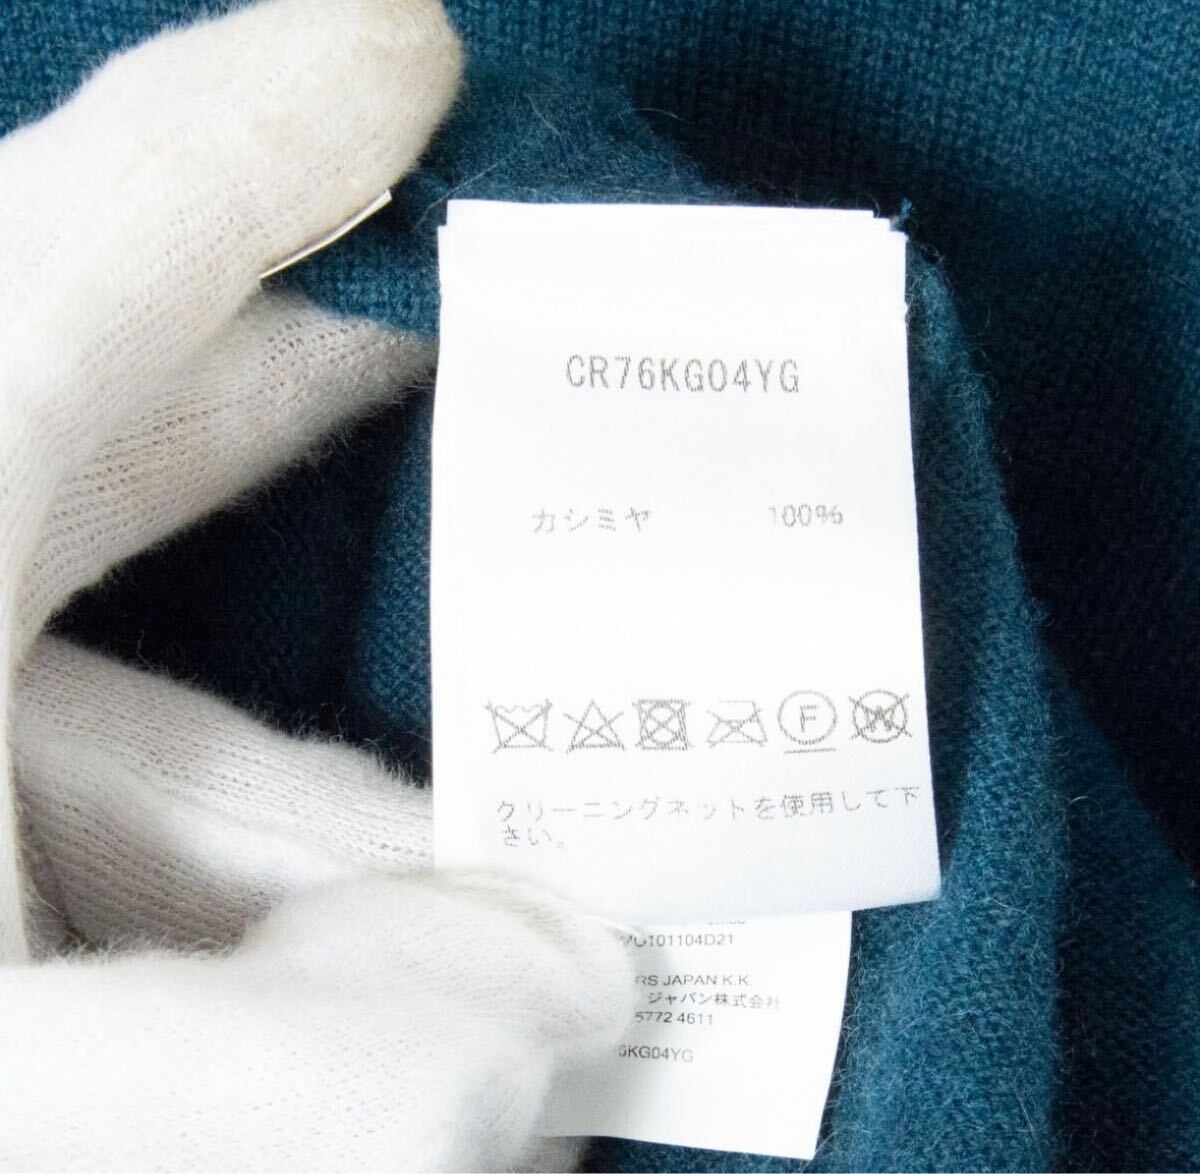 CR76KG04YG
カシミヤ 100%
F
W
クリーニングネットを使用して下
さい。
101104D21
RS JAPAN K.K.
ジャパン株式会社
5772 4611
6KG04YG